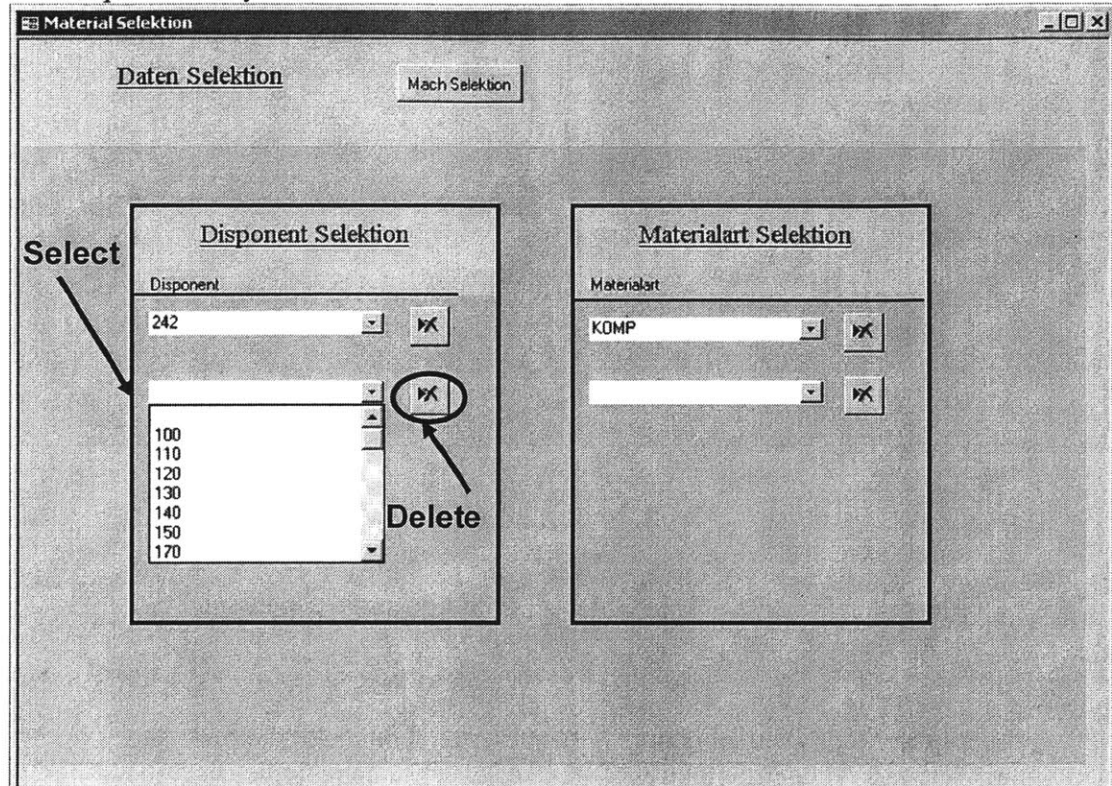 Material Selektion
Daten Selektion
Mach Selektion
Disponent Selektion
Materialart Selektion
Select
Disponent
Materialart
242
KOMP
100
110
120
130
140
150
170
Delete